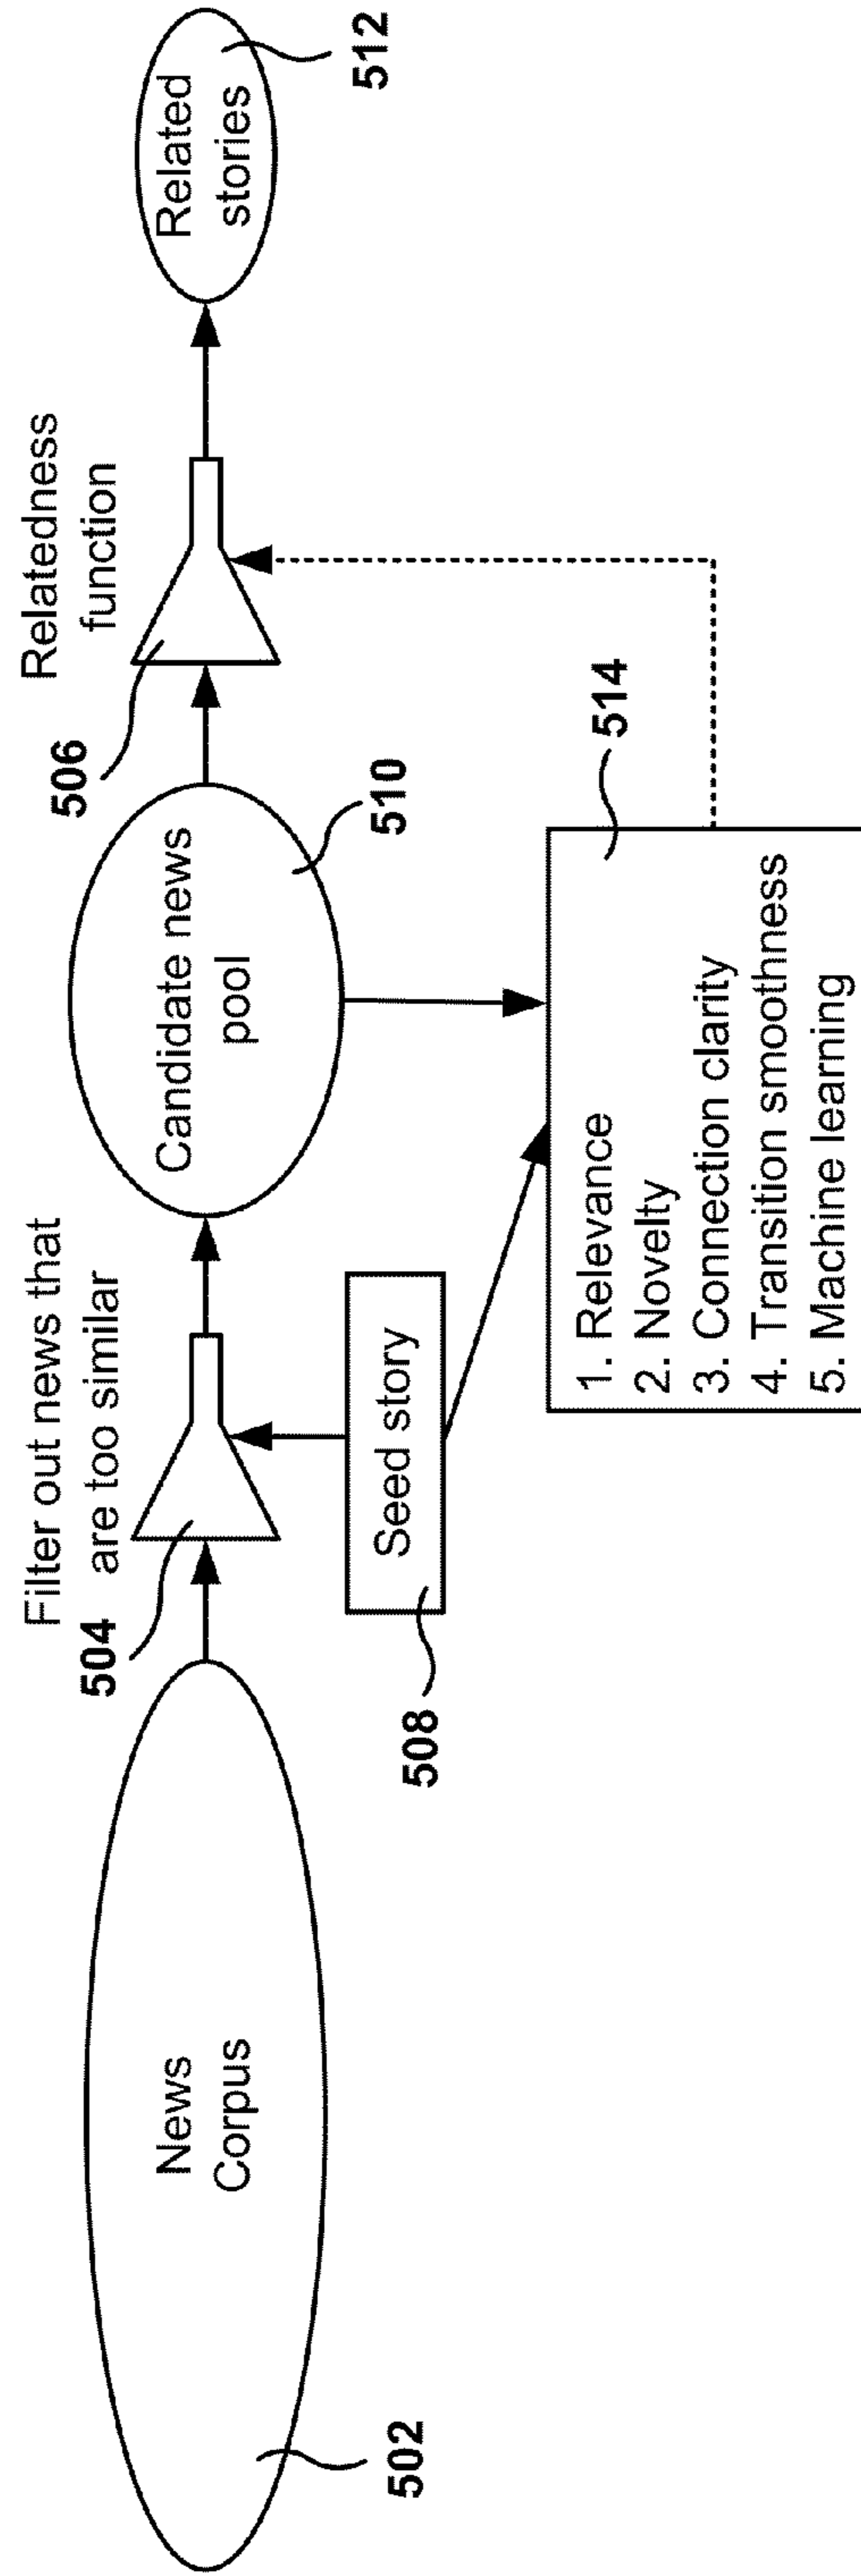 Filter out news that
are too similar
504
Relatedness
function
506
News
Corpus
502
Candidate news
pool
510
Related
stories
512
Seed story
508
514
1. Relevance
2. Novelty
3. Connection clarity
4. Transition smoothness
5. Machine learning